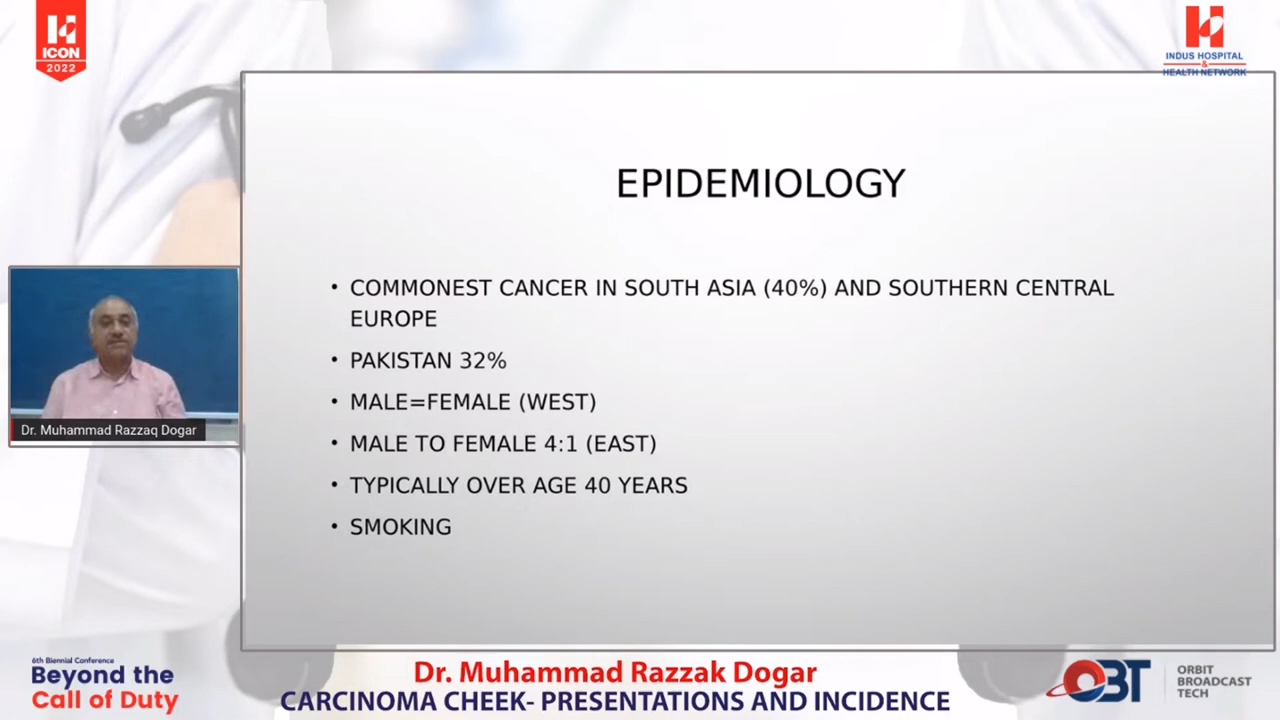 ICON
2022
INDUS HOSPITAL
&
HEALTH NETWORK
EPIDEMIOLOGY
• COMMONEST CANCER IN SOUTH ASIA (40%) AND SOUTHERN CENTRAL
EUROPE
• PAKISTAN 32%
• MALE=FEMALE (WEST)
• MALE TO FEMALE 4:1 (EAST)
• TYPICALLY OVER AGE 40 YEARS
• SMOKING
Dr. Muhammad Razzaq Dogar
6th Biennial Conference
Beyond the
Call of Duty
Dr. Muhammad Razzak Dogar
CARCINOMA CHEEK- PRESENTATIONS AND INCIDENCE
OBT
ORBIT
BROADCAST
TECH